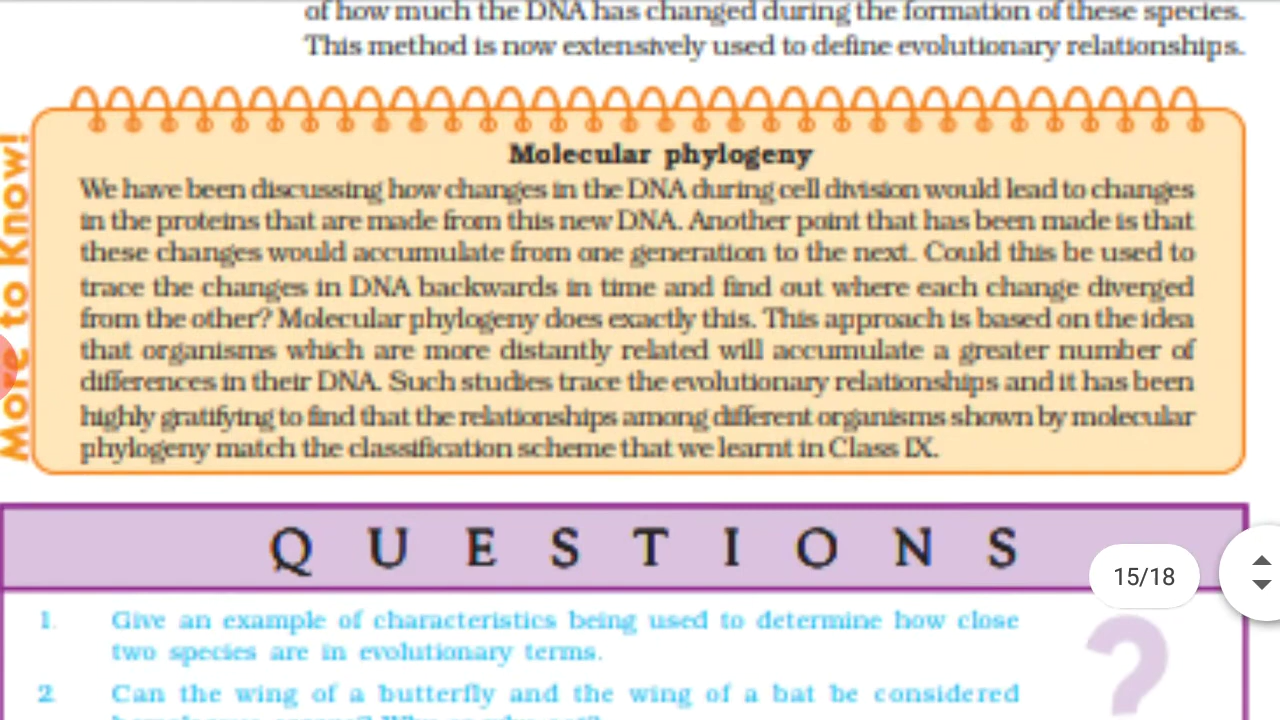 of how much the DNA has changed during the formation of these species.
This method is now extensively used to define evolutionary relationships.
More to Know!
Molecular phylogeny
We have been discussing how changes in the DNA during cell division would lead to changes
in the proteins that are made from this new DNA. Another point that has been made is that
these changes would accumulate from one generation to the next. Could this be used to
trace the changes in DNA backwards in time and find out where each change diverged
from the other? Molecular phylogeny does exactly this. This approach is based on the idea
that organisms which are more distantly related will accumulate a greater number of
differences in their DNA. Such studies trace the evolutionary relationships and it has been
highly gratifying to find that the relationships among different organisms shown by molecular
phylogeny match the classification scheme that we learnt in Class IX.
QUESTIONS
15/18
1. Give an example of characteristics being used to determine how close
two species are in evolutionary terms.
?
2. Can the wing of a butterfly and the wing of a bat be considered